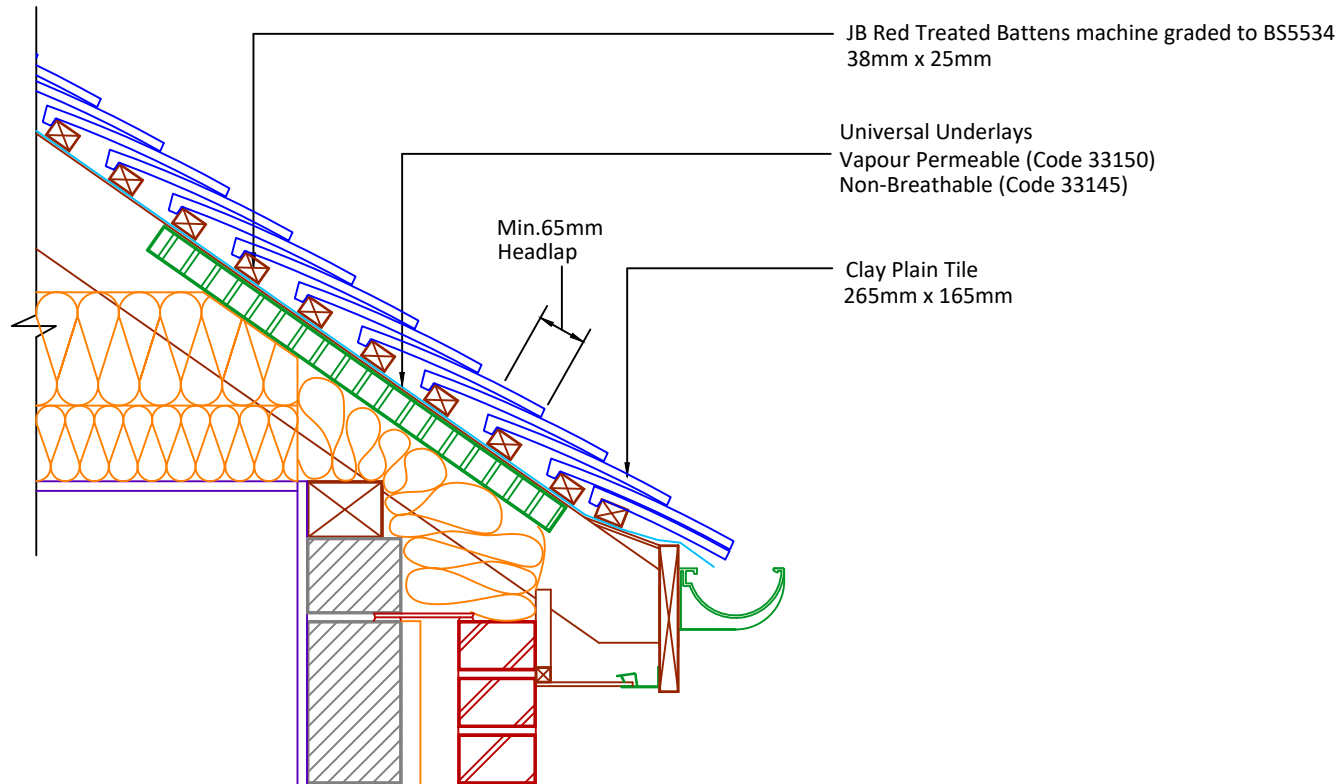 JB Red Treated Battens machine graded to BS5534
38mm x 25mm
Universal Underlays
Vapour Permeable (Code 33150)
Non-Breathable (Code 33145)
Min.65mm
Headlap
Clay Plain Tile
265mm x 165mm